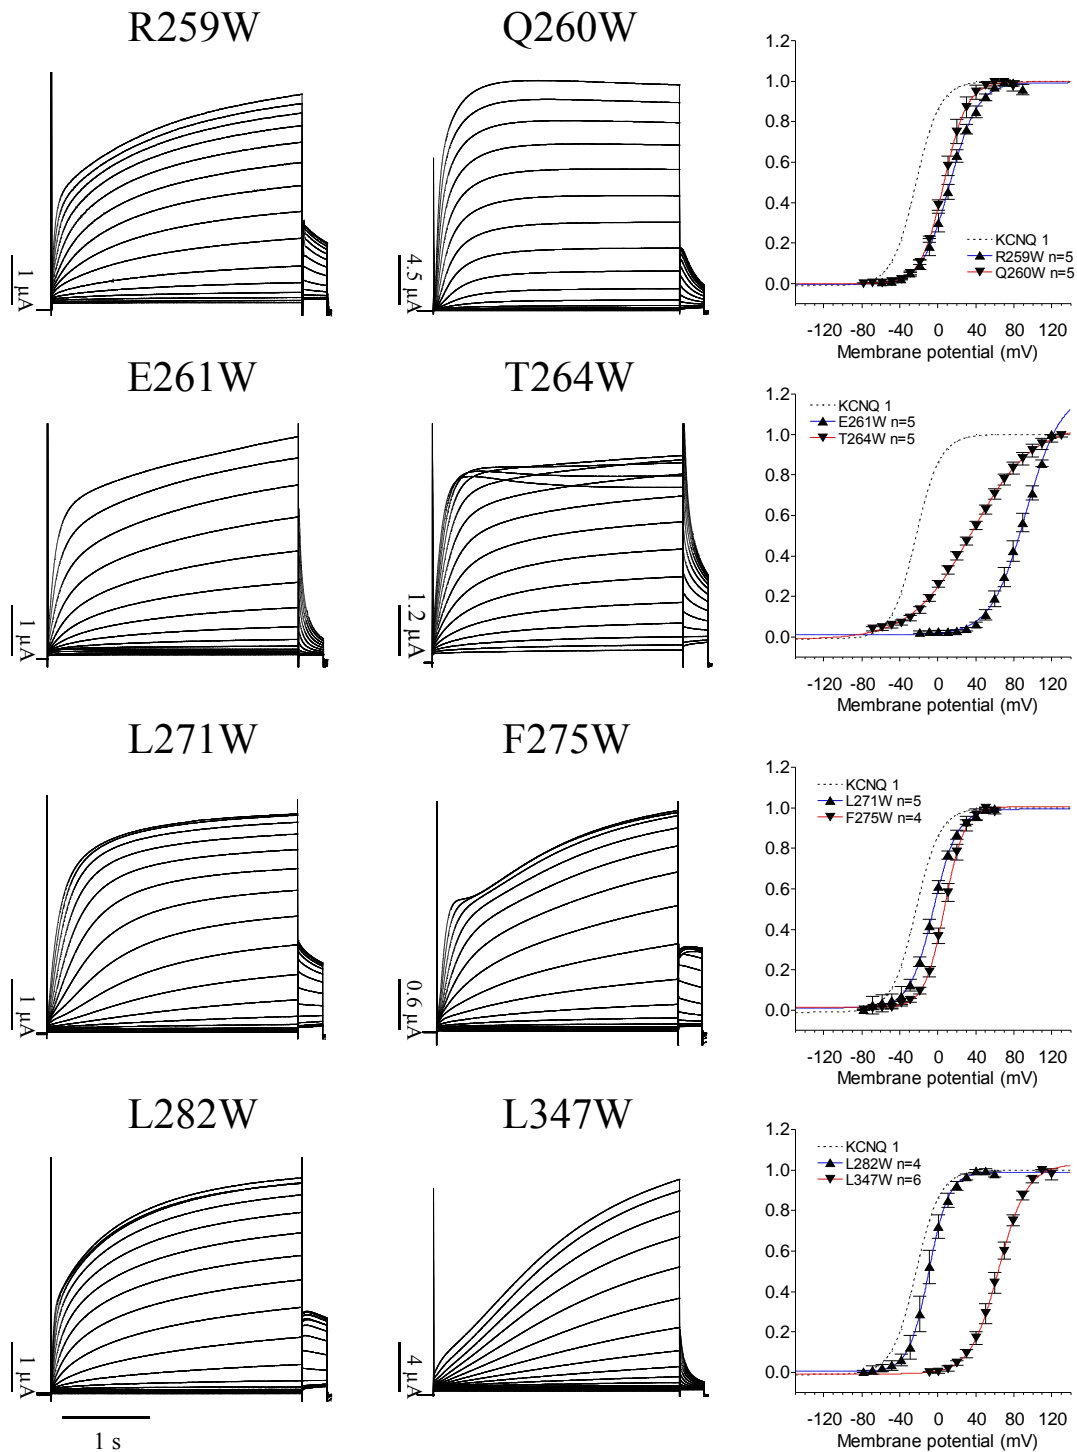 R259W
Q260W
1 µA
4.5 µA
1.2
1.0
0.8
0.6
0.4
0.2
0.0
KCNQ 1
R259W n=5
Q260W n=5
-120 -80 -40 0 40 80 120
Membrane potential (mV)
E261W
T264W
1 µA
1.2 µA
1.2
1.0
0.8
0.6
0.4
0.2
0.0
KCNQ 1
E261W n=5
T264W n=5
-120 -80 -40 0 40 80 120
Membrane potential (mV)
L271W
F275W
1 µA
0.6 µA
1.2
1.0
0.8
0.6
0.4
0.2
0.0
KCNQ 1
L271W n=5
F275W n=4
-120 -80 -40 0 40 80 120
Membrane potential (mV)
L282W
L347W
1 µA
4 µA
1.2
1.0
0.8
0.6
0.4
0.2
0.0
KCNQ 1
L282W n=4
L347W n=6
-120 -80 -40 0 40 80 120
Membrane potential (mV)
1 s